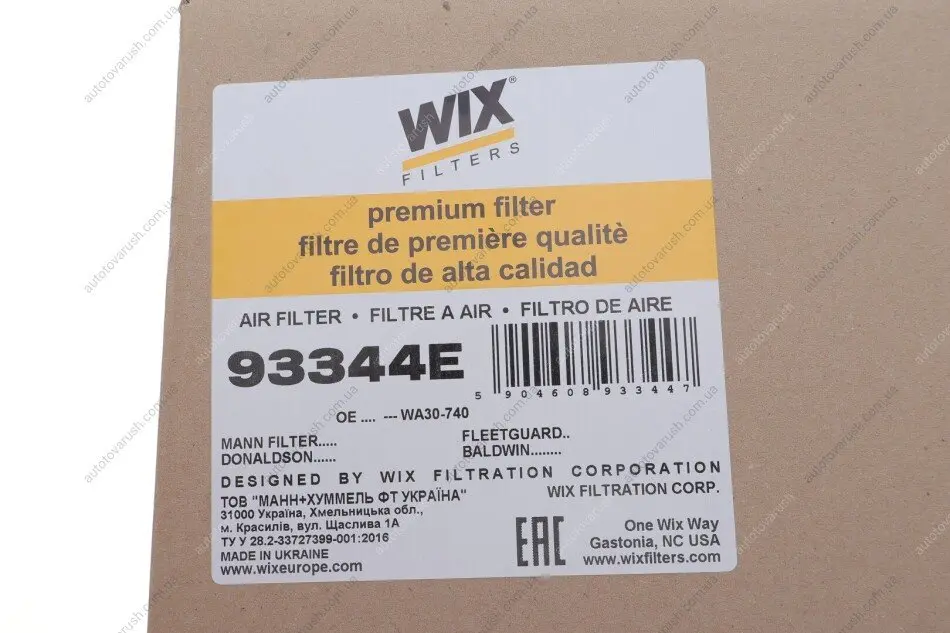 WIX®
FILTERS
premium filter
filtre de première qualitè
filtro de alta calidad
AIR FILTER • FILTRE A AIR • FILTRO DE AIRE
93344E
5 904608 933447
OE .... --- WA30-740
MANN FILTER.....
FLEETGUARD..
DONALDSON......
BALDWIN........
DESIGNED BY WIX FILTRATION CORPORATION
ТОВ "МАНН+ХУММЕЛЬ ФТ УКРАЇНА"
31000 Україна, Хмельницька обл.,
м. Красилів, вул. Щаслива 1А
ТУ У 28.2-33727399-001:2016
MADE IN UKRAINE
www.wixeurope.com
WIX FILTRATION CORP.
EAC
One Wix Way
Gastonia, NC USA
www.wixfilters.com
autotovarush.com.ua